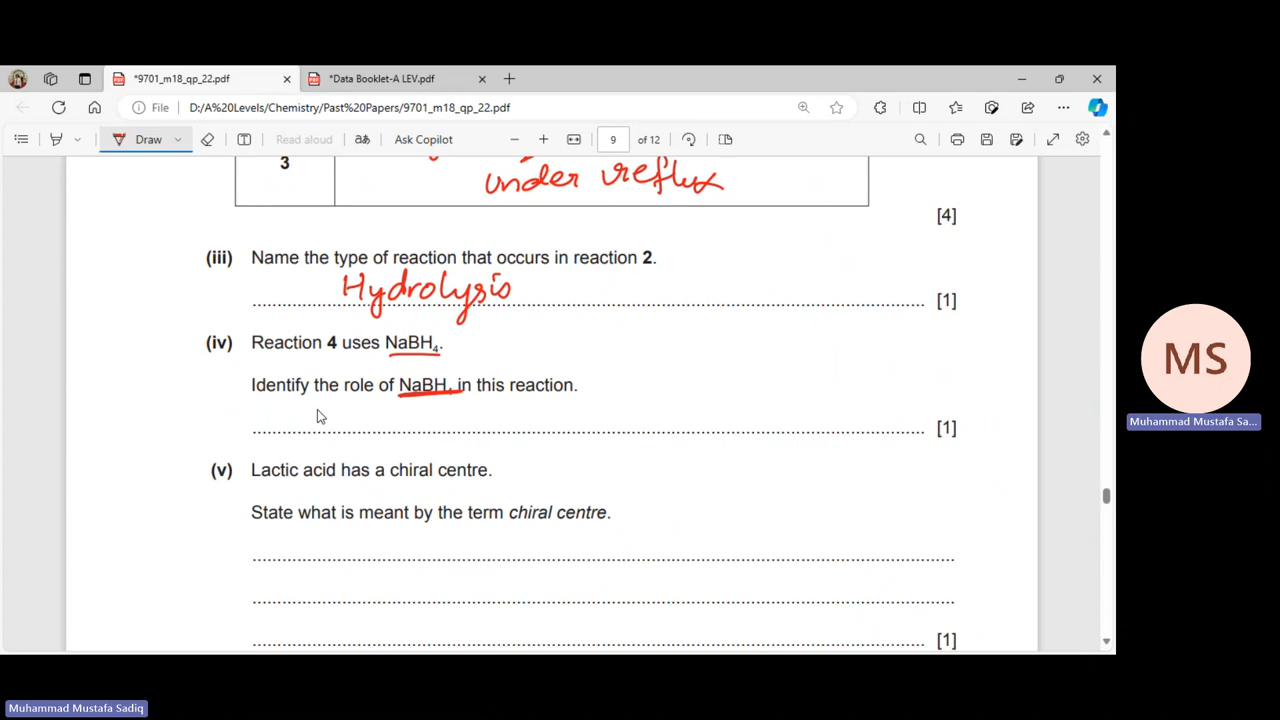 *9701_m18_qp_22.pdf
*Data Booklet-A LEV.pdf
File D:/A%20Levels/Chemistry/Past%20Papers/9701_m18_qp_22.pdf
Draw Read aloud aあ Ask Copilot 9 of 12
3
under reflux
[4]
(iii) Name the type of reaction that occurs in reaction 2.
Hydrolysis
[1]
(iv) Reaction 4 uses NaBH₄.
Identify the role of NaBH₄ in this reaction.
[1]
(v) Lactic acid has a chiral centre.
State what is meant by the term chiral centre.
[1]
MS
Muhammad Mustafa Sa...
Muhammad Mustafa Sadiq